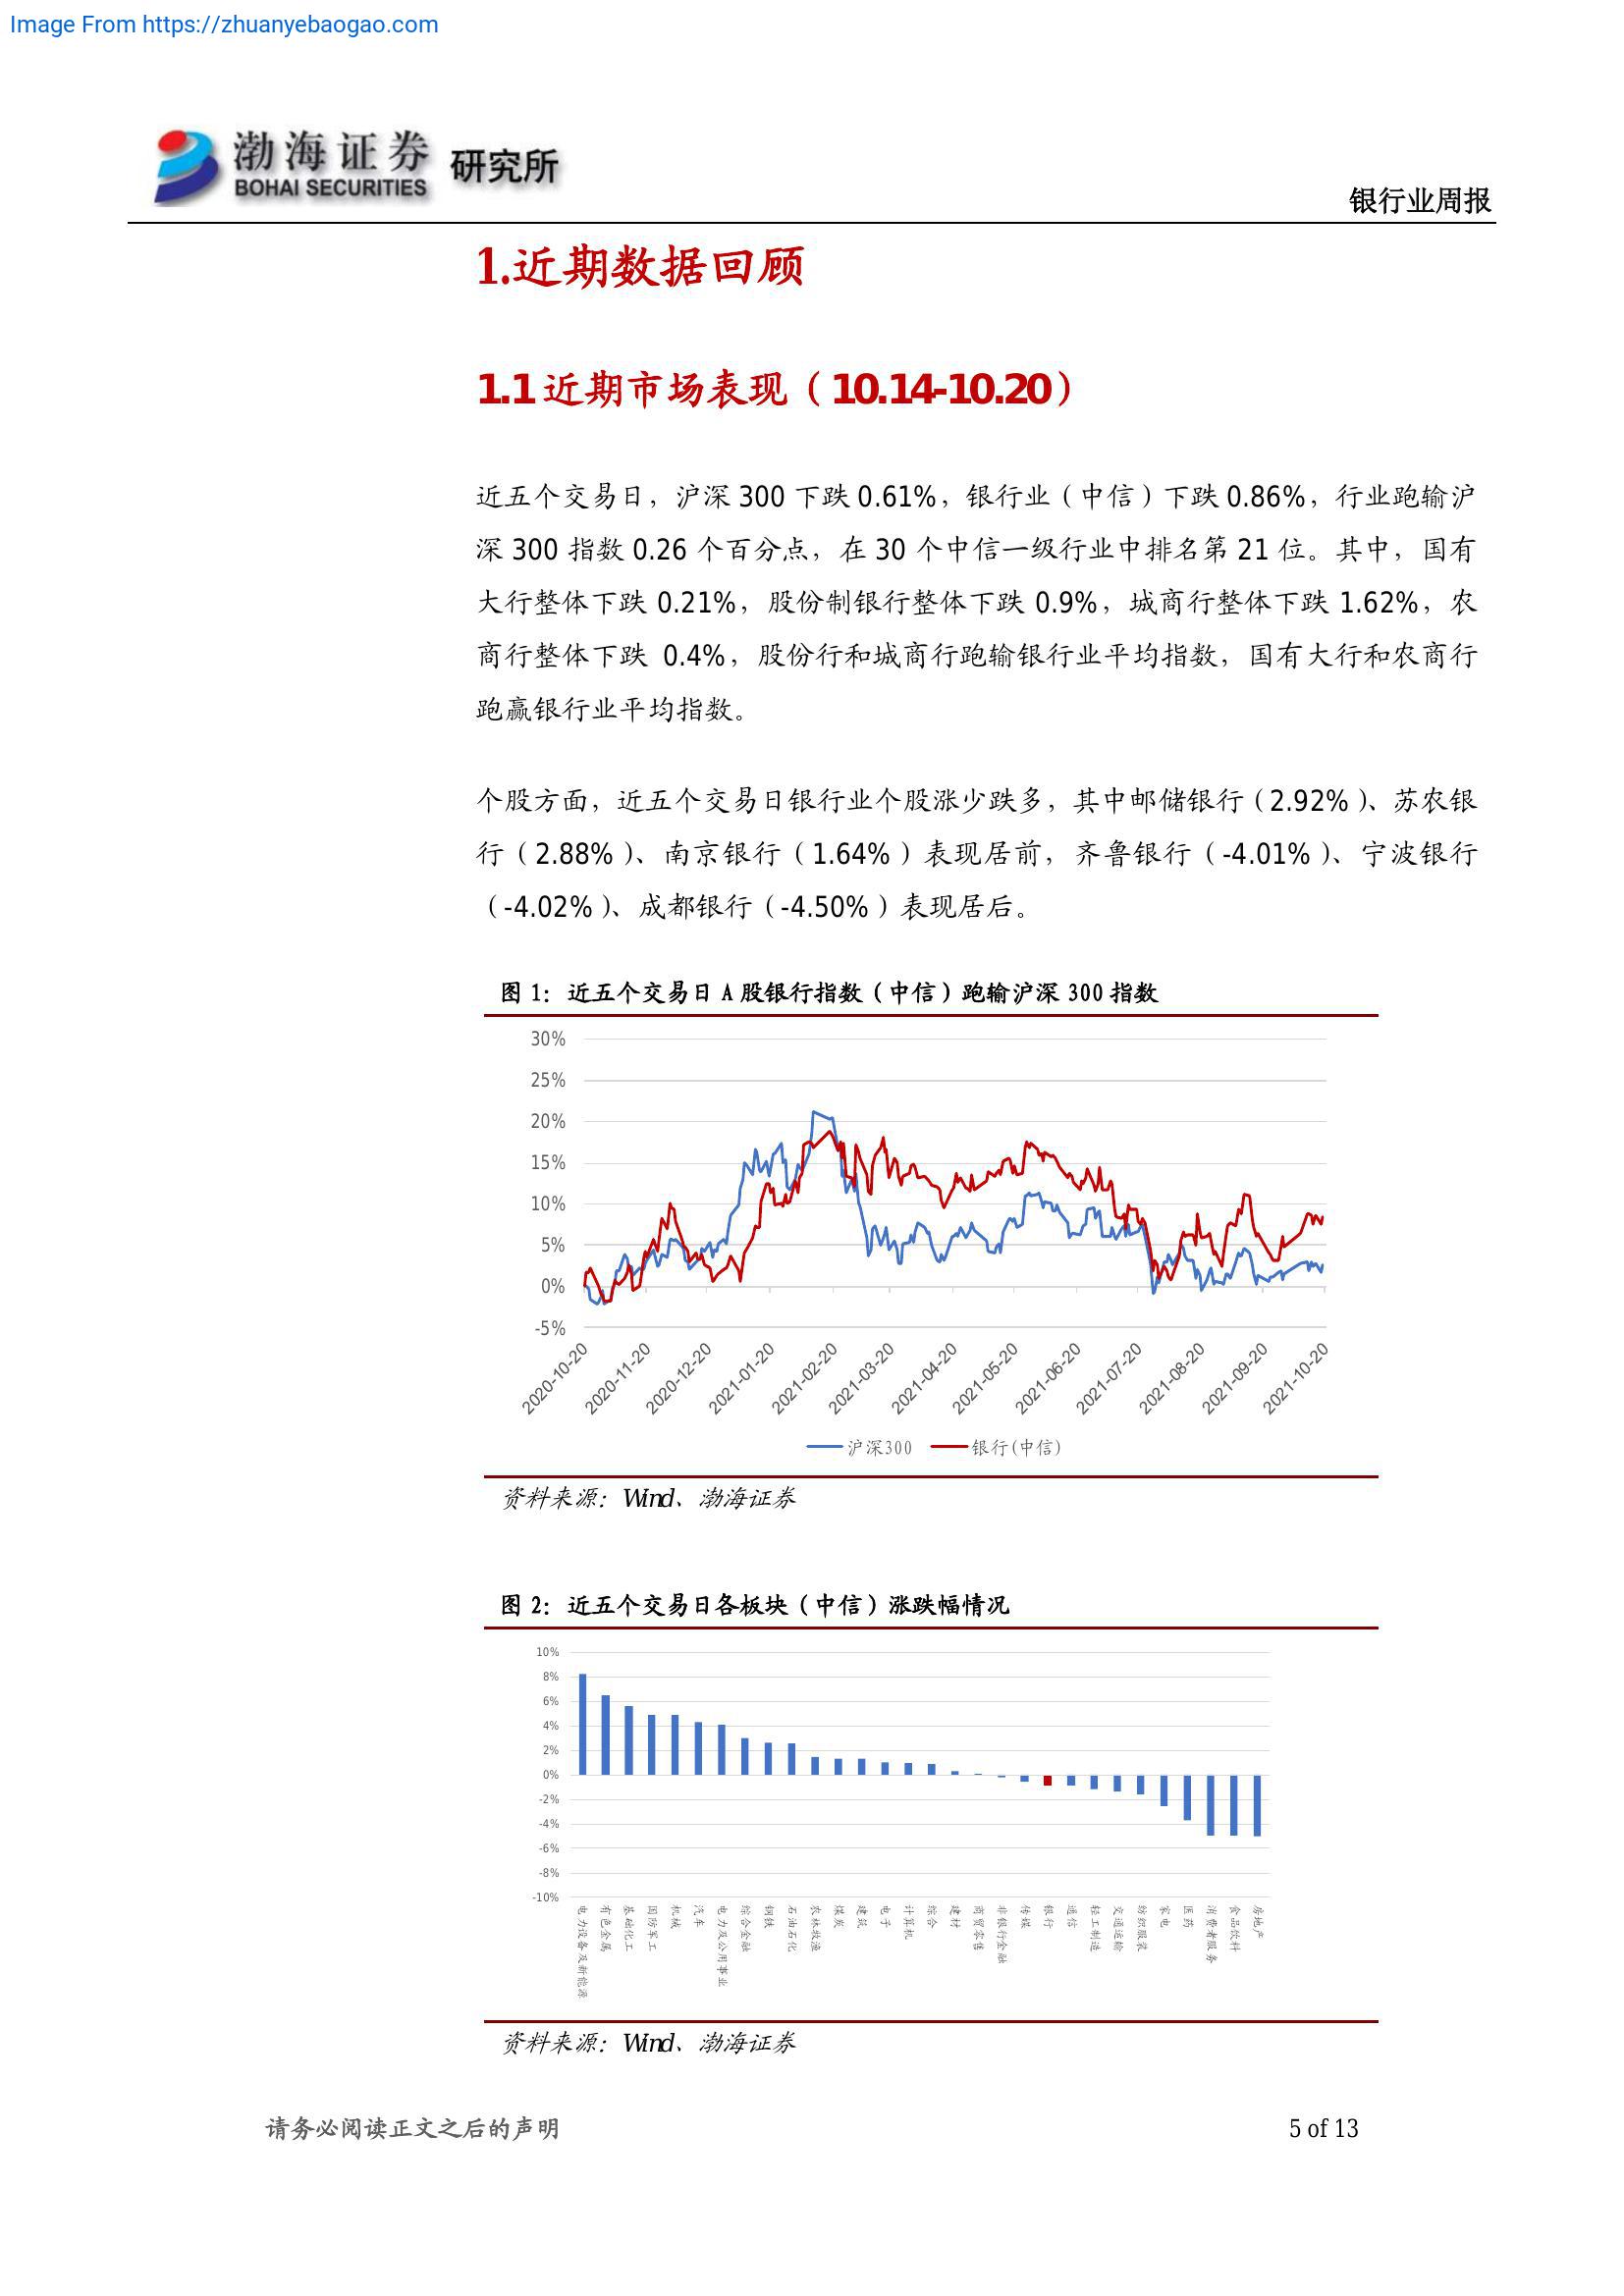 Image From https://zhuanyebaogao.com
渤海证券
BOHAI SECURITIES
研究所
银行业周报
1.近期数据回顾
1.1 近期市场表现（10.14-10.20）
近五个交易日，沪深 300 下跌 0.61%，银行业（中信）下跌 0.86%，行业跑输沪
深 300 指数 0.26 个百分点，在 30 个中信一级行业中排名第 21 位。其中，国有
大行整体下跌 0.21%，股份制银行整体下跌 0.9%，城商行整体下跌 1.62%，农
商行整体下跌 0.4%，股份行和城商行跑输银行业平均指数，国有大行和农商行
跑赢银行业平均指数。
个股方面，近五个交易日银行业个股涨少跌多，其中邮储银行（2.92%）、苏农银
行（2.88%）、南京银行（1.64%）表现居前，齐鲁银行（-4.01%）、宁波银行
（-4.02%）、成都银行（-4.50%）表现居后。
图 1：近五个交易日 A 股银行指数（中信）跑输沪深 300 指数
30%
25%
20%
15%
10%
5%
0%
-5%
2020-10-20
2020-11-20
2020-12-20
2021-01-20
2021-02-20
2021-03-20
2021-04-20
2021-05-20
2021-06-20
2021-07-20
2021-08-20
2021-09-20
2021-10-20
沪深300 银行(中信)
资料来源：Wind、渤海证券
图 2：近五个交易日各板块（中信）涨跌幅情况
10%
8%
6%
4%
2%
0%
-2%
-4%
-6%
-8%
-10%
电力设备及新能源
有色金属
基础化工
国防军工
机械
汽车
电力及公用事业
综合金融
钢铁
石油石化
农林牧渔
煤炭
建筑
电子
计算机
综合
建材
商贸零售
非银行金融
传媒
银行
通信
轻工制造
交通运输
纺织服装
家电
医药
消费者服务
食品饮料
房地产
资料来源：Wind、渤海证券
请务必阅读正文之后的声明
5 of 13